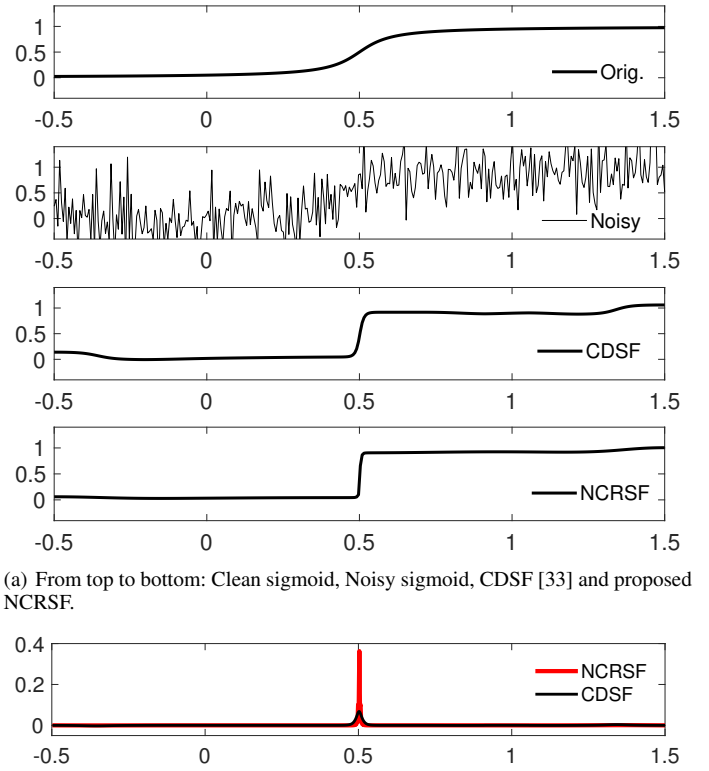 1
0.5
0
Orig.
-0.5 0 0.5 1 1.5
1
0.5
0
Noisy
-0.5 0 0.5 1 1.5
1
0.5
0
CDSF
-0.5 0 0.5 1 1.5
1
0.5
0
NCRSF
-0.5 0 0.5 1 1.5
(a) From top to bottom: Clean sigmoid, Noisy sigmoid, CDSF [33] and proposed
NCRSF.
0.4
0.2
0
NCRSF
CDSF
-0.5 0 0.5 1 1.5